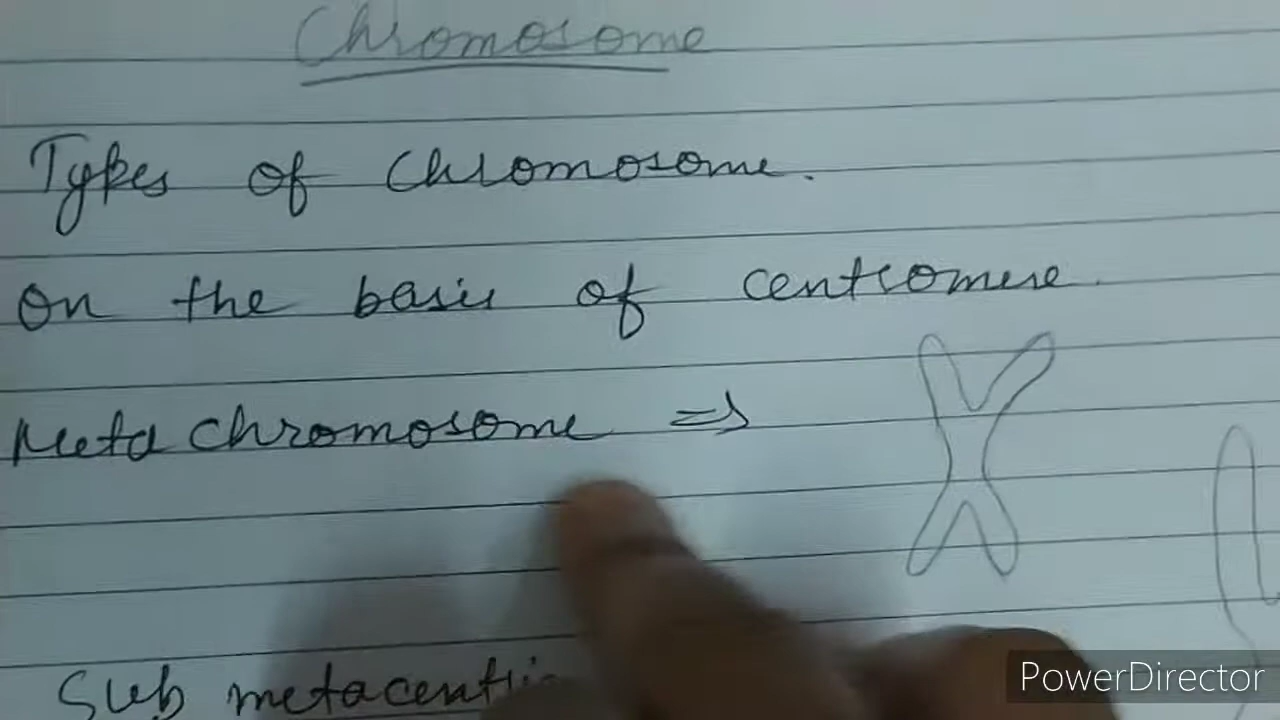 Chromosome
Types of Chromosome.
On the basis of centromere.
Meta Chromosome ⇒
Sub metacentri
PowerDirector